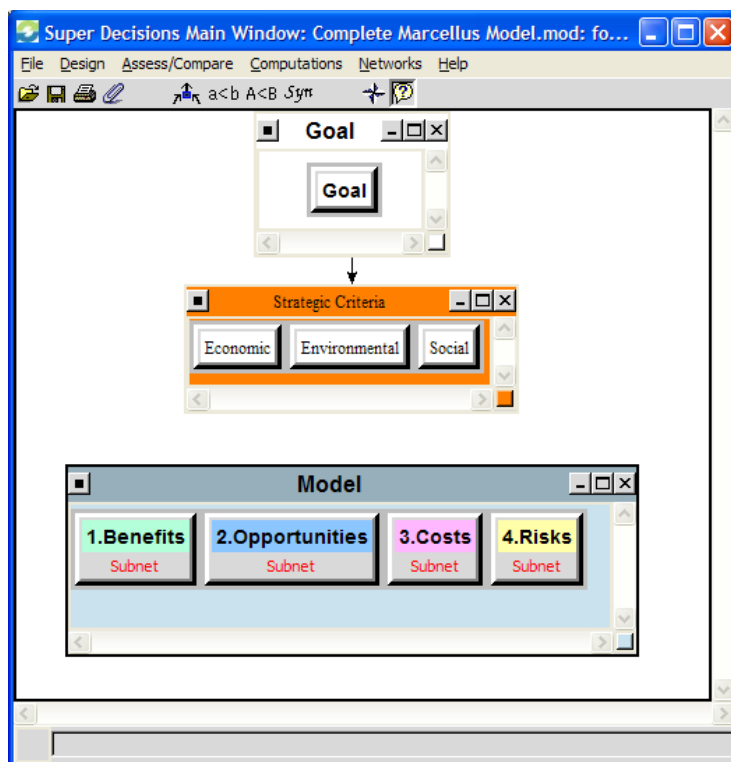 Super Decisions Main Window: Complete Marcellus Model.mod: fo...
File Design Assess/Compare Computations Networks Help
a<b A<B Syn
Goal
Goal
Strategic Criteria
Economic Environmental Social
Model
1.Benefits 2.Opportunities 3.Costs 4.Risks
Subnet Subnet Subnet Subnet